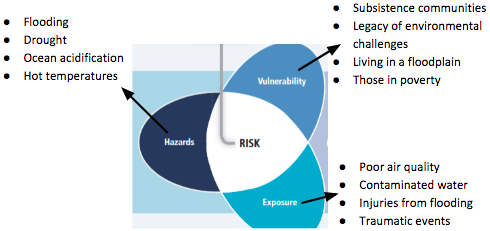 ● Flooding
● Drought
● Ocean acidification
● Hot temperatures
● Subsistence communities
● Legacy of environmental
challenges
● Living in a floodplain
● Those in poverty
Vulnerability
Hazards
RISK
Exposure
● Poor air quality
● Contaminated water
● Injuries from flooding
● Traumatic events